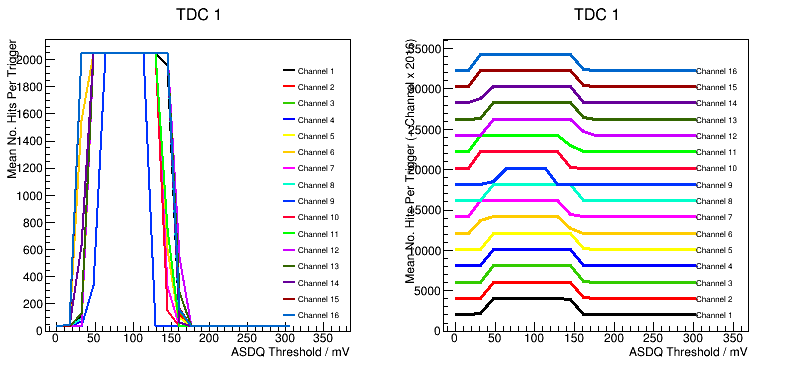 TDC 1
Mean No. Hits Per Trigger
2000
1800
1600
1400
1200
1000
800
600
400
200
0
0 50 100 150 200 250 300 350
ASDQ Threshold / mV
Channel 1
Channel 2
Channel 3
Channel 4
Channel 5
Channel 6
Channel 7
Channel 8
Channel 9
Channel 10
Channel 11
Channel 12
Channel 13
Channel 14
Channel 15
Channel 16
TDC 1
Mean No. Hits Per Trigger (+ Channel x 2016)
35000
30000
25000
20000
15000
10000
5000
0
0 50 100 150 200 250 300 350
ASDQ Threshold / mV
Channel 16
Channel 15
Channel 14
Channel 13
Channel 12
Channel 11
Channel 10
Channel 9
Channel 8
Channel 7
Channel 6
Channel 5
Channel 4
Channel 3
Channel 2
Channel 1